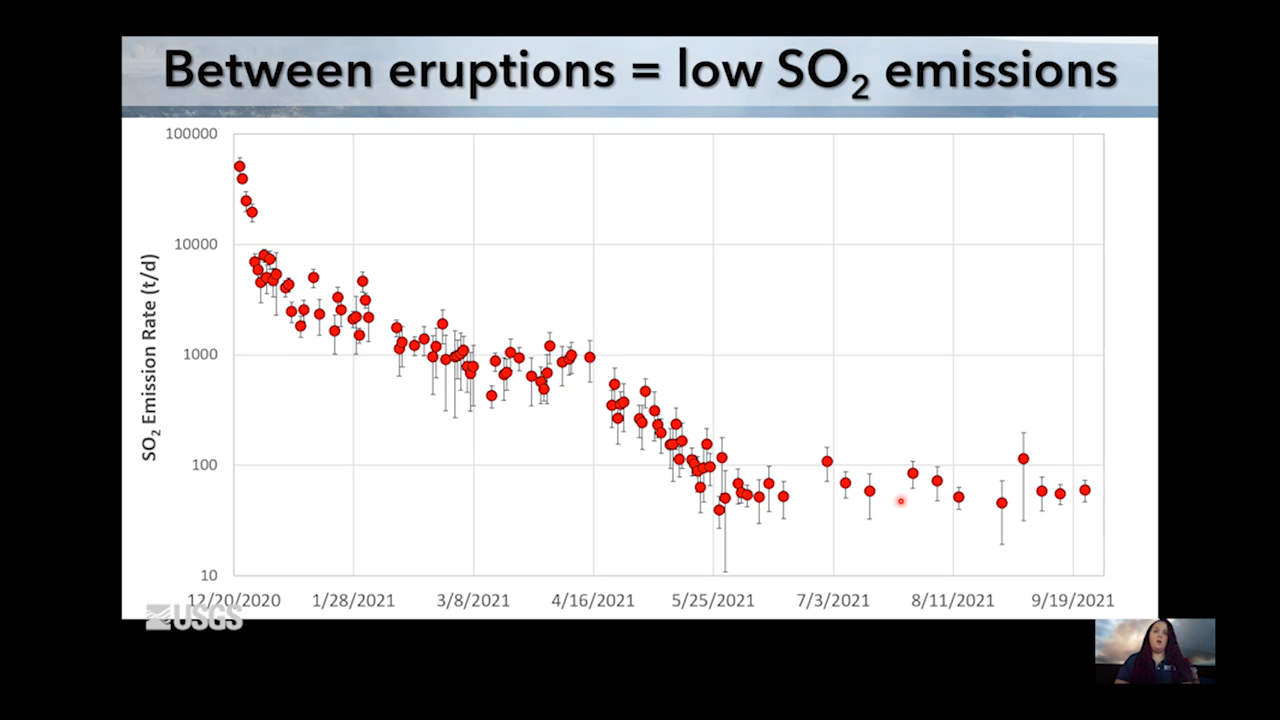 Between eruptions = low SO₂ emissions
100000
10000
1000
100
10
SO₂ Emission Rate (t/d)
12/20/2020 1/28/2021 3/8/2021 4/16/2021 5/25/2021 7/3/2021 8/11/2021 9/19/2021
USGS